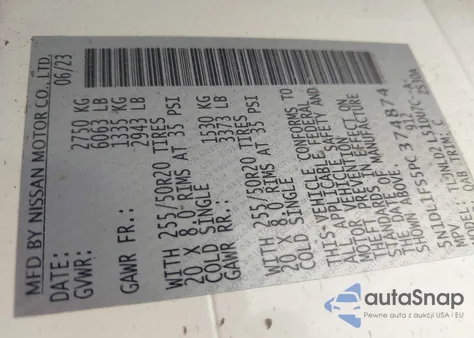 MFD BY NISSAN MOTOR CO., LTD.
DATE: 06/23
GVWR: 2750 KG
6063 LB
GAWR FR.: 1335 KG
2943 LB
WITH 255/50R20 TIRES
20 X 8.0 RIMS AT 35 PSI
COLD SINGLE
GAWR RR.: 1530 KG
3373 LB
WITH 255/50R20 TIRES
20 X 8.0 RIMS AT 35 PSI
COLD SINGLE
THIS VEHICLE CONFORMS TO
ALL APPLICABLE FEDERAL
MOTOR VEHICLE SAFETY AND
THEFT PREVENTION
STANDARDS IN EFFECT ON
THE DATE OF MANUFACTURE
SHOWN ABOVE.
5N1DL1FS5PC374874
MPV
QAB TRIM: C
autoSnap
Pewne auta z aukcji USA i EU